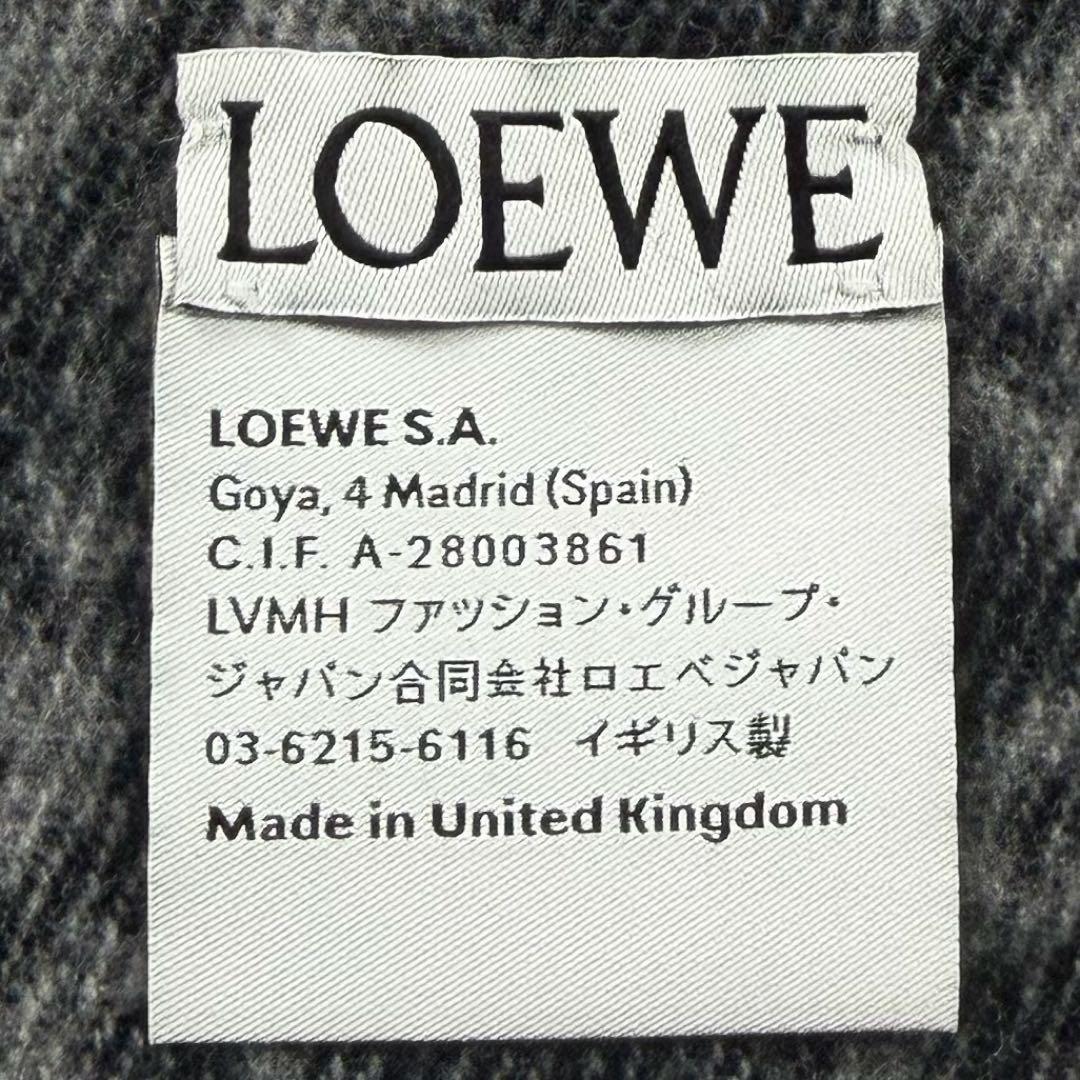 LOEWE
LOEWE S.A.
Goya, 4 Madrid (Spain)
C.I.F. A-28003861
LVMH ファッション・グループ・
ジャパン合同会社ロエベジャパン
03-6215-6116 イギリス製
Made in United Kingdom